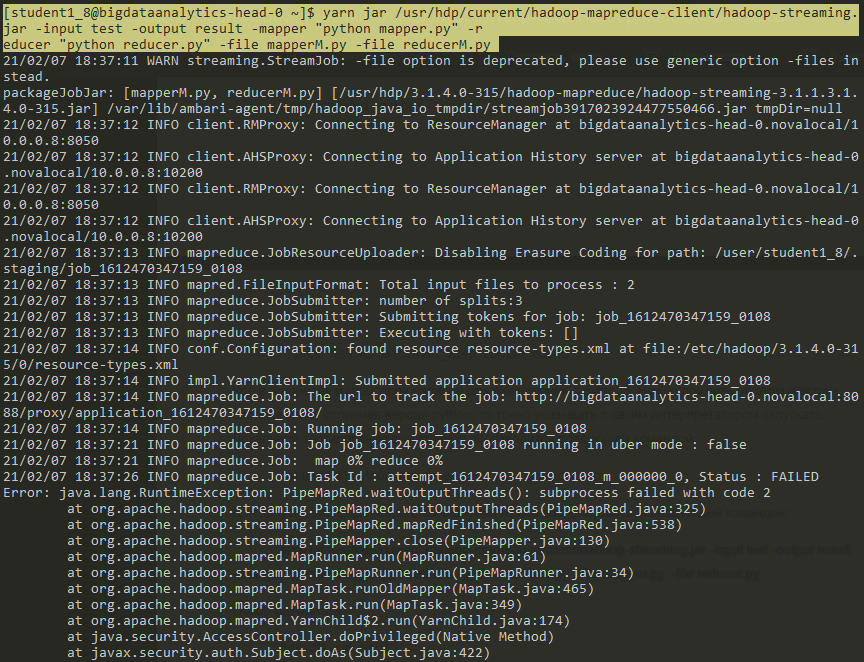 [student1_8@bigdataanalytics-head-0 ~]$ yarn jar /usr/hdp/current/hadoop-mapreduce-client/hadoop-streaming.
jar -input test -output result -mapper "python mapper.py" -r
educer "python reducer.py" -file mapperM.py -file reducerM.py
21/02/07 18:37:11 WARN streaming.StreamJob: -file option is deprecated, please use generic option -files in
stead.
packageJobJar: [mapperM.py, reducerM.py] [/usr/hdp/3.1.4.0-315/hadoop-mapreduce/hadoop-streaming-3.1.1.3.1.
4.0-315.jar] /var/lib/ambari-agent/tmp/hadoop_java_io_tmpdir/streamjob3917023924477550466.jar tmpDir=null
21/02/07 18:37:12 INFO client.RMProxy: Connecting to ResourceManager at bigdataanalytics-head-0.novalocal/1
0.0.0.8:8050
21/02/07 18:37:12 INFO client.AHSProxy: Connecting to Application History server at bigdataanalytics-head-0
.novalocal/10.0.0.8:10200
21/02/07 18:37:12 INFO client.RMProxy: Connecting to ResourceManager at bigdataanalytics-head-0.novalocal/1
0.0.0.8:8050
21/02/07 18:37:12 INFO client.AHSProxy: Connecting to Application History server at bigdataanalytics-head-0
.novalocal/10.0.0.8:10200
21/02/07 18:37:13 INFO mapreduce.JobResourceUploader: Disabling Erasure Coding for path: /user/student1_8/.
staging/job_1612470347159_0108
21/02/07 18:37:13 INFO mapred.FileInputFormat: Total input files to process : 2
21/02/07 18:37:13 INFO mapreduce.JobSubmitter: number of splits:3
21/02/07 18:37:13 INFO mapreduce.JobSubmitter: Submitting tokens for job: job_1612470347159_0108
21/02/07 18:37:13 INFO mapreduce.JobSubmitter: Executing with tokens: []
21/02/07 18:37:14 INFO conf.Configuration: found resource resource-types.xml at file:/etc/hadoop/3.1.4.0-31
5/0/resource-types.xml
21/02/07 18:37:14 INFO impl.YarnClientImpl: Submitted application application_1612470347159_0108
21/02/07 18:37:14 INFO mapreduce.Job: The url to track the job: http://bigdataanalytics-head-0.novalocal:80
88/proxy/application_1612470347159_0108/
21/02/07 18:37:14 INFO mapreduce.Job: Running job: job_1612470347159_0108
21/02/07 18:37:21 INFO mapreduce.Job: Job job_1612470347159_0108 running in uber mode : false
21/02/07 18:37:21 INFO mapreduce.Job:  map 0% reduce 0%
21/02/07 18:37:26 INFO mapreduce.Job: Task Id : attempt_1612470347159_0108_m_000000_0, Status : FAILED
Error: java.lang.RuntimeException: PipeMapRed.waitOutputThreads(): subprocess failed with code 2
at org.apache.hadoop.streaming.PipeMapRed.waitOutputThreads(PipeMapRed.java:325)
at org.apache.hadoop.streaming.PipeMapRed.mapRedFinished(PipeMapRed.java:538)
at org.apache.hadoop.streaming.PipeMapper.close(PipeMapper.java:130)
at org.apache.hadoop.mapred.MapRunner.run(MapRunner.java:61)
at org.apache.hadoop.streaming.PipeMapRunner.run(PipeMapRunner.java:34)
at org.apache.hadoop.mapred.MapTask.runOldMapper(MapTask.java:465)
at org.apache.hadoop.mapred.MapTask.run(MapTask.java:349)
at org.apache.hadoop.mapred.YarnChild$2.run(YarnChild.java:174)
at java.security.AccessController.doPrivileged(Native Method)
at javax.security.auth.Subject.doAs(Subject.java:422)